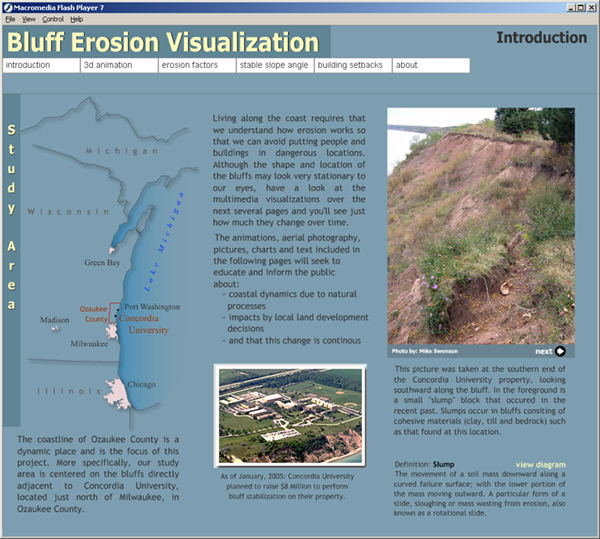 Macromedia Flash Player 7
File View Control Help
Bluff Erosion Visualization
Introduction
introduction 3d animation erosion factors stable slope angle building setbacks about
Study Area
Michigan
Wisconsin
Lake Michigan
Green Bay
Ozaukee
County
Port Washington
Concordia
University
Madison
Milwaukee
Illinois
Chicago
The coastline of Ozaukee County is a
dynamic place and is the focus of this
project. More specifically, our study
area is centered on the bluffs directly
adjacent to Concordia University,
located just north of Milwaukee, in
Ozaukee County.
Living along the coast requires that
we understand how erosion works so
that we can avoid putting people and
buildings in dangerous locations.
Although the shape and location of
the bluffs may look very stationary to
our eyes, have a look at the
multimedia visualizations over the
next several pages and you'll see just
how much they change over time.
The animations, aerial photography,
pictures, charts and text included in
the following pages will seek to
educate and inform the public
about:
- coastal dynamics due to natural
processes
- impacts by local land development
decisions
- and that this change is continous
As of January, 2005: Concordia University
planned to raise $8 Million to perform
bluff stabilization on their property.
Photo by: Mike Swemaun
next
This picture was taken at the southern end of
the Concordia University property, looking
southward along the bluff. In the foreground is
a small "slump" block that occured in the
recent past. Slumps occur in bluffs consiting of
cohesive materials (clay, till and bedrock) such
as that found at this location.
Definition: Slump view diagram
The movement of a soil mass downward along a
curved failure surface; with the lower portion of
the mass moving outward. A particular form of a
slide, sloughing or mass wasting from erosion, also
known as a rotational slide.